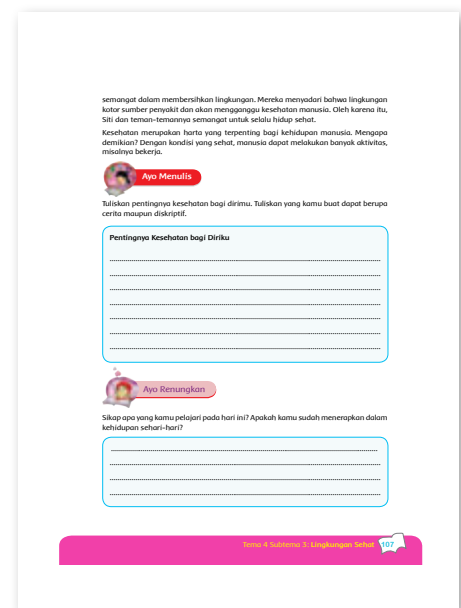 semangat dalam membersihkan lingkungan. Mereka menyadari bahwa lingkungan
kotor sumber penyakit dan akan mengganggu kesehatan manusia. Oleh karena itu,
Siti dan teman-temannya semangat untuk selalu hidup sehat.
Kesehatan merupakan harta yang terpenting bagi kehidupan manusia. Mengapa
demikian? Dengan kondisi yang sehat, manusia dapat melakukan banyak aktivitas,
misalnya bekerja.
Ayo Menulis
Tuliskan pentingnya kesehatan bagi dirimu. Tuliskan yang kamu buat dapat berupa
cerita maupun diskriptif.
Pentingnya Kesehatan bagi Diriku
Ayo Renungkan
Sikap apa yang kamu pelajari pada hari ini? Apakah kamu sudah menerapkan dalam
kehidupan sehari-hari?
Tema 4 Subtema 3: Lingkungan Sehat 107